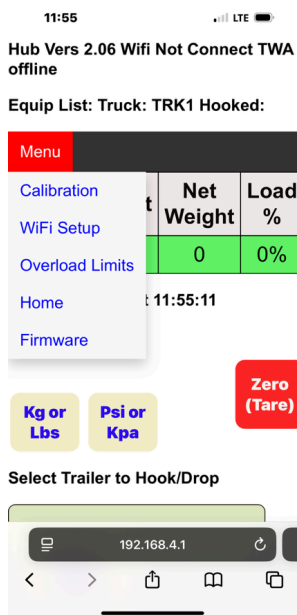 11:55
LTE
Hub Vers 2.06 Wifi Not Connect TWA
offline
Equip List: Truck: TRK1 Hooked:
Menu
Calibration
WiFi Setup
Overload Limits
Home
Firmware
t
Net
Weight
Load
%
0
0%
t 11:55:11
Kg or
Lbs
Psi or
Kpa
Zero
(Tare)
Select Trailer to Hook/Drop
192.168.4.1